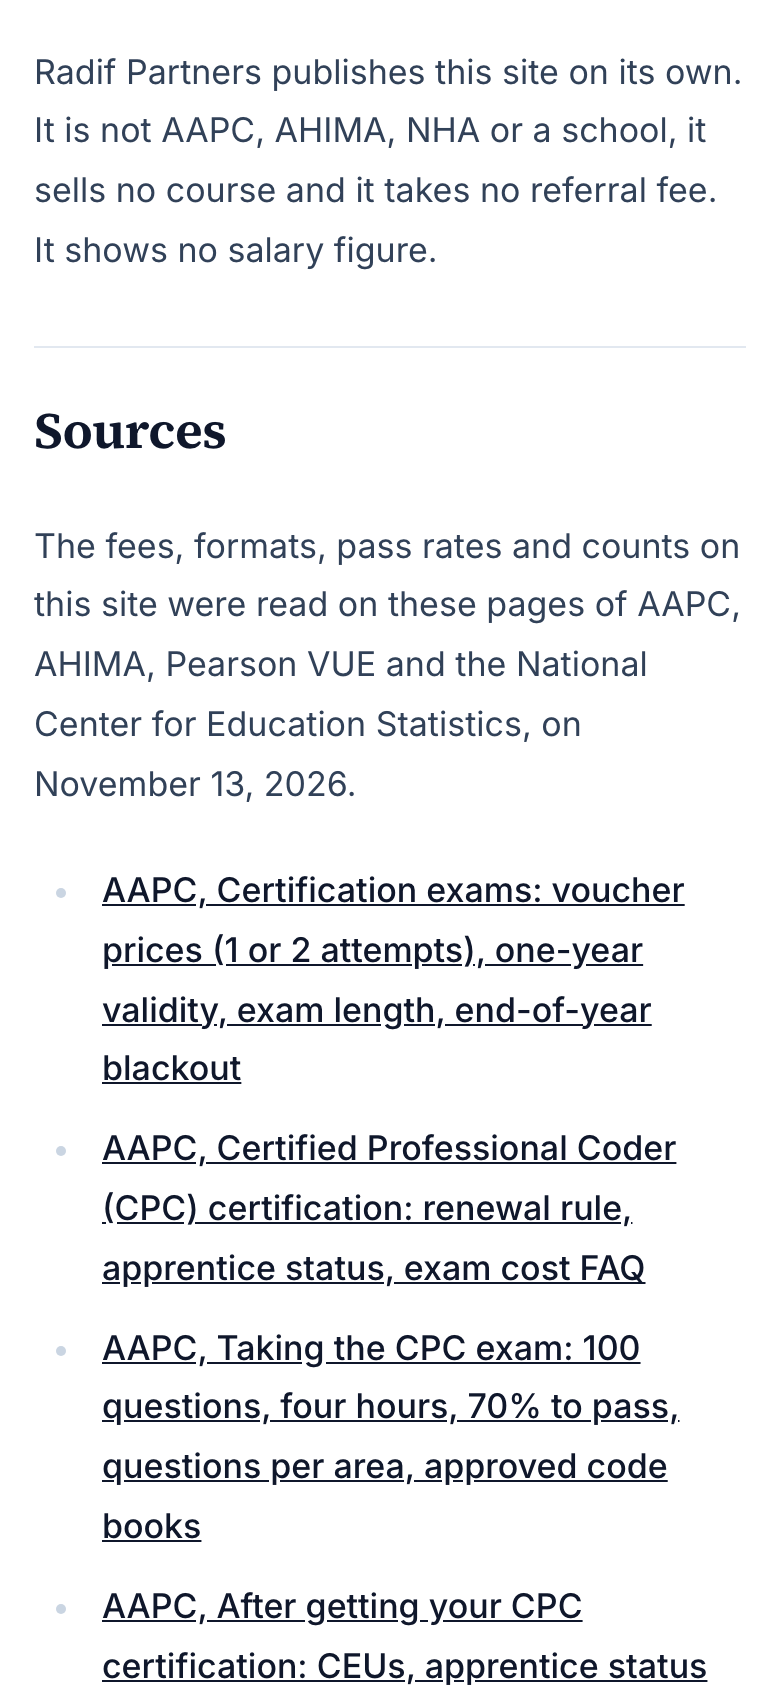 Radif Partners publishes this site on its own.
It is not AAPC, AHIMA, NHA or a school, it
sells no course and it takes no referral fee.
It shows no salary figure.
Sources
The fees, formats, pass rates and counts on
this site were read on these pages of AAPC,
AHIMA, Pearson VUE and the National
Center for Education Statistics, on
November 13, 2026.
AAPC, Certification exams: voucher
prices (1 or 2 attempts), one-year
validity, exam length, end-of-year
blackout
AAPC, Certified Professional Coder
(CPC) certification: renewal rule,
apprentice status, exam cost FAQ
AAPC, Taking the CPC exam: 100
questions, four hours, 70% to pass,
questions per area, approved code
books
AAPC, After getting your CPC
certification: CEUs, apprentice status